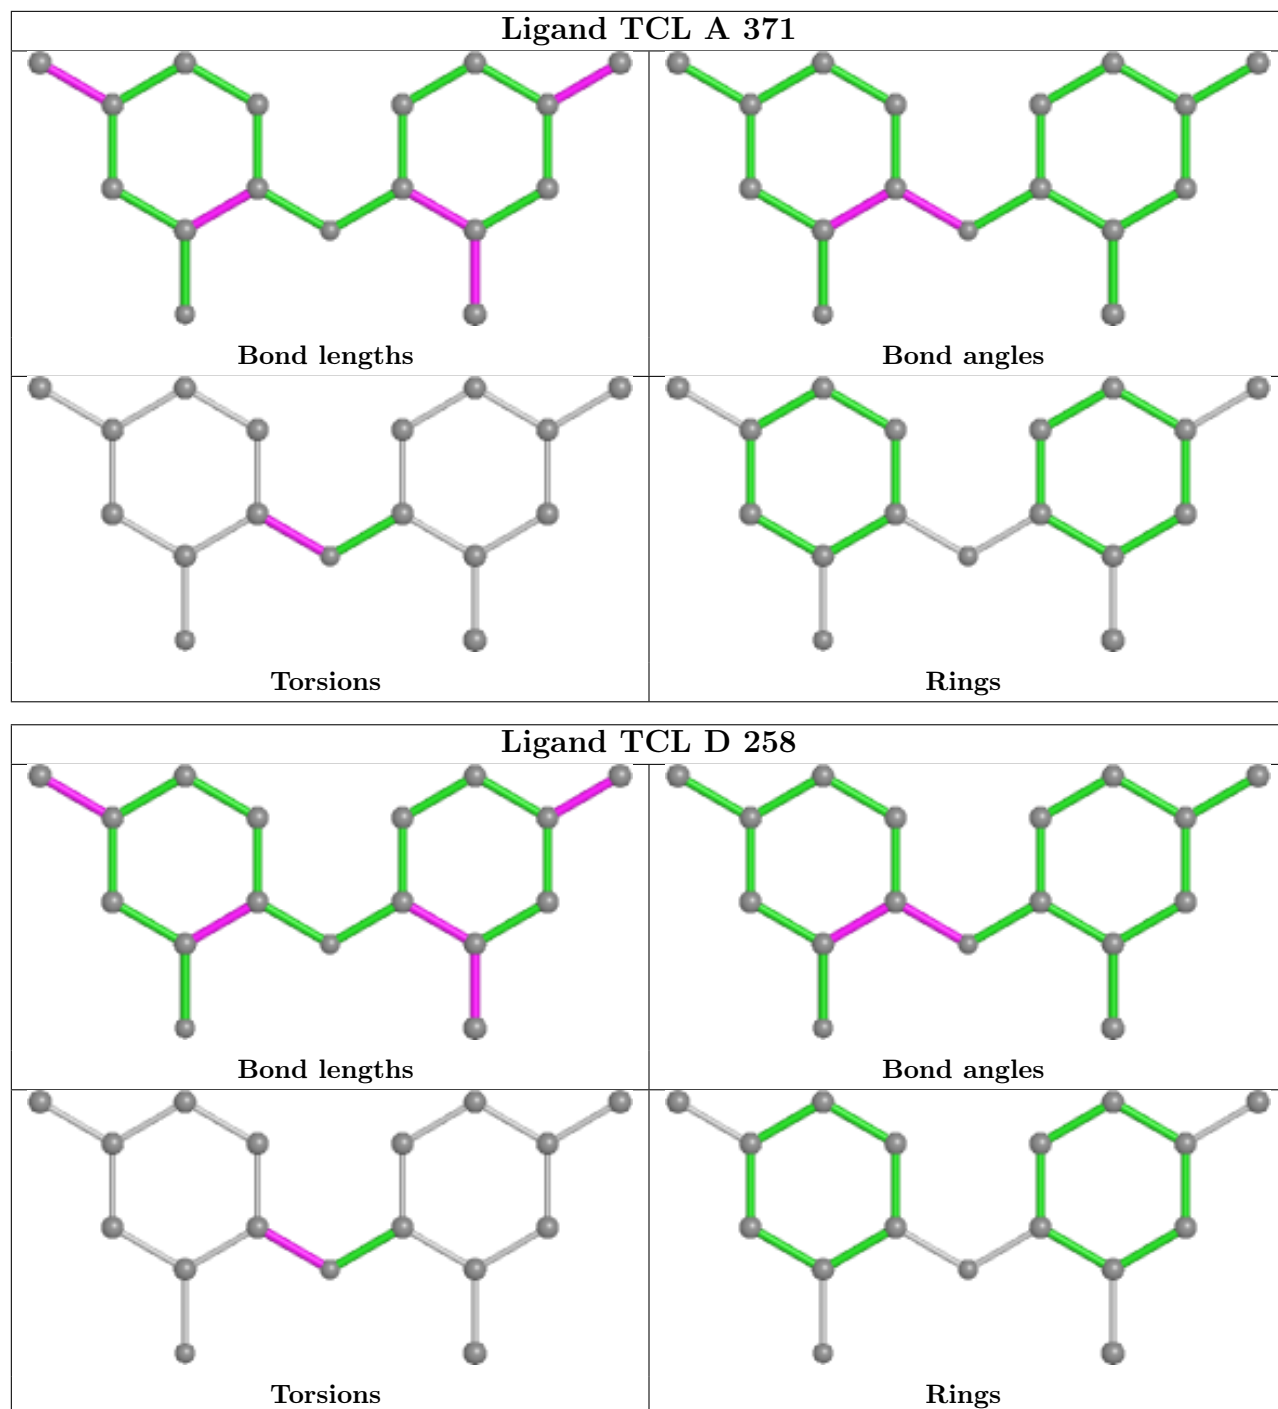 Ligand TCL A 371
Bond lengths
Bond angles
Torsions
Rings
Ligand TCL D 258
Bond lengths
Bond angles
Torsions
Rings